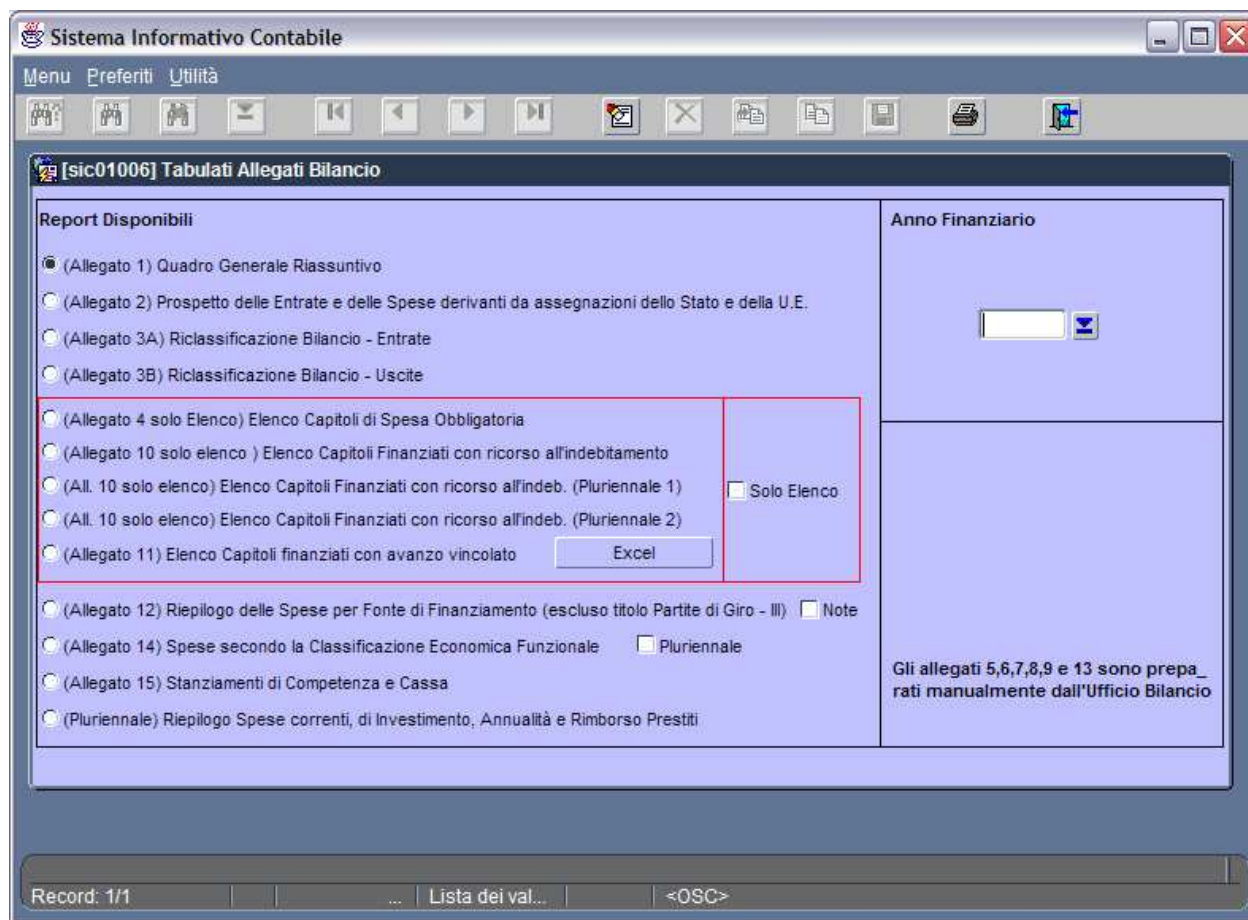 Sistema Informativo Contabile
Menu Preferiti Utilità
[sic01006] Tabulati Allegati Bilancio
Report Disponibili
(Allegato 1) Quadro Generale Riassuntivo
(Allegato 2) Prospetto delle Entrate e delle Spese derivanti da assegnazioni dello Stato e della U.E.
(Allegato 3A) Riclassificazione Bilancio - Entrate
(Allegato 3B) Riclassificazione Bilancio - Uscite
(Allegato 4 solo Elenco) Elenco Capitoli di Spesa Obbligatoria
(Allegato 10 solo elenco ) Elenco Capitoli Finanziati con ricorso all'indebitamento
(All. 10 solo elenco) Elenco Capitoli Finanziati con ricorso all'indeb. (Pluriennale 1)
(All. 10 solo elenco) Elenco Capitoli Finanziati con ricorso all'indeb. (Pluriennale 2)
(Allegato 11) Elenco Capitoli finanziati con avanzo vincolato
Excel
Solo Elenco
(Allegato 12) Riepilogo delle Spese per Fonte di Finanziamento (escluso titolo Partite di Giro - III)
Note
(Allegato 14) Spese secondo la Classificazione Economica Funzionale
Pluriennale
(Allegato 15) Stanziamenti di Competenza e Cassa
(Pluriennale) Riepilogo Spese correnti, di Investimento, Annualità e Rimborso Prestiti
Anno Finanziario
Gli allegati 5,6,7,8,9 e 13 sono prepa_
rati manualmente dall'Ufficio Bilancio
Record: 1/1 ... Lista dei val... <OSC>